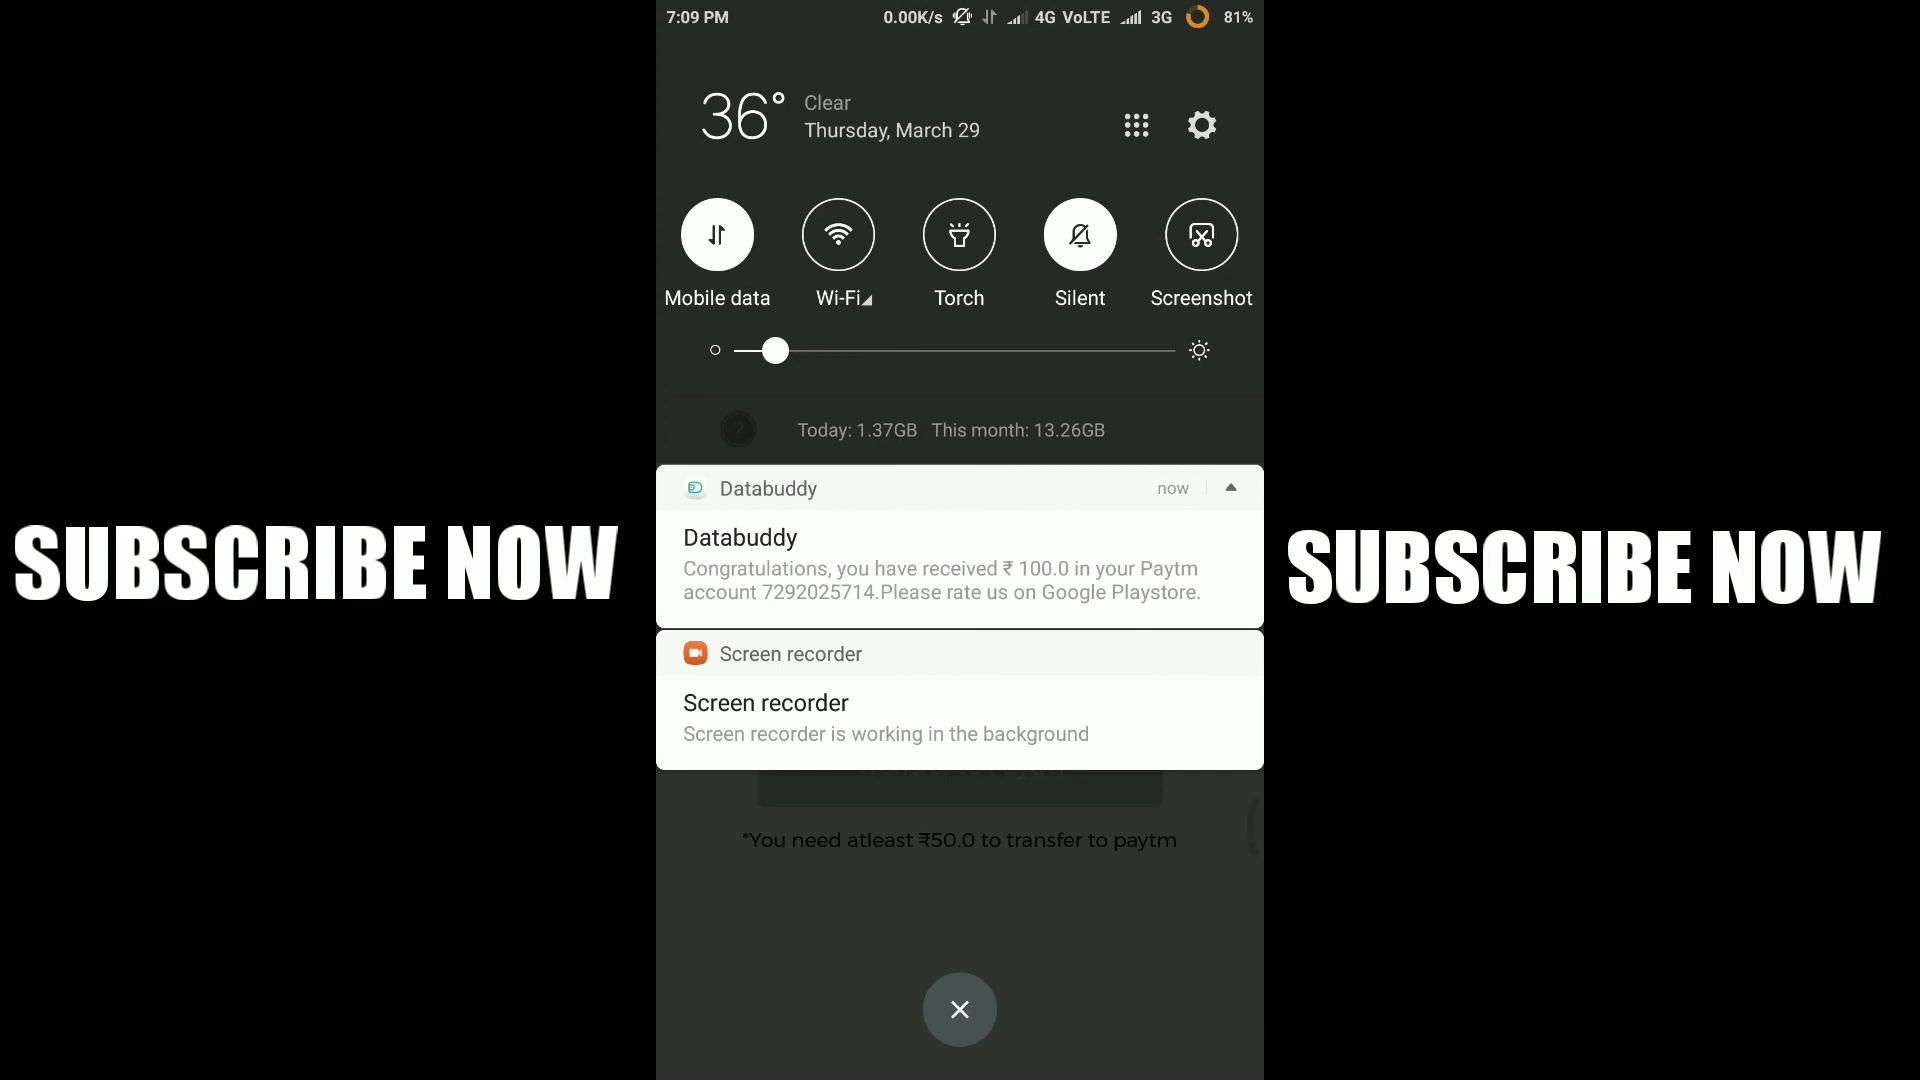 7:09 PM 0.00K/s 4G VoLTE 3G 81%
36° Clear
Thursday, March 29
Mobile data Wi-Fi Torch Silent Screenshot
Today: 1.37GB This month: 13.26GB
Databuddy now
Databuddy
Congratulations, you have received ₹ 100.0 in your Paytm
account 7292025714.Please rate us on Google Playstore.
SUBSCRIBE NOW
SUBSCRIBE NOW
Screen recorder
Screen recorder
Screen recorder is working in the background
*You need atleast ₹50.0 to transfer to paytm